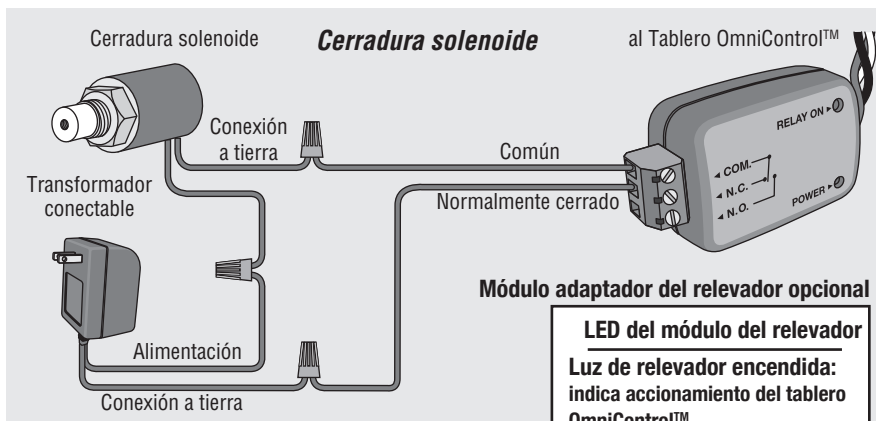 Cerradura solenoide
Cerradura solenoide
al Tablero OmniControl™
RELAY ON ►
Conexión
a tierra
Común
◄ COM.
◄ N.C.
◄ N.O.
POWER ►
Transformador
conectable
Normalmente cerrado
Módulo adaptador del relevador opcional
LED del módulo del relevador
Luz de relevador encendida:
indica accionamiento del tablero
OmniControl™
Alimentación
Conexión a tierra